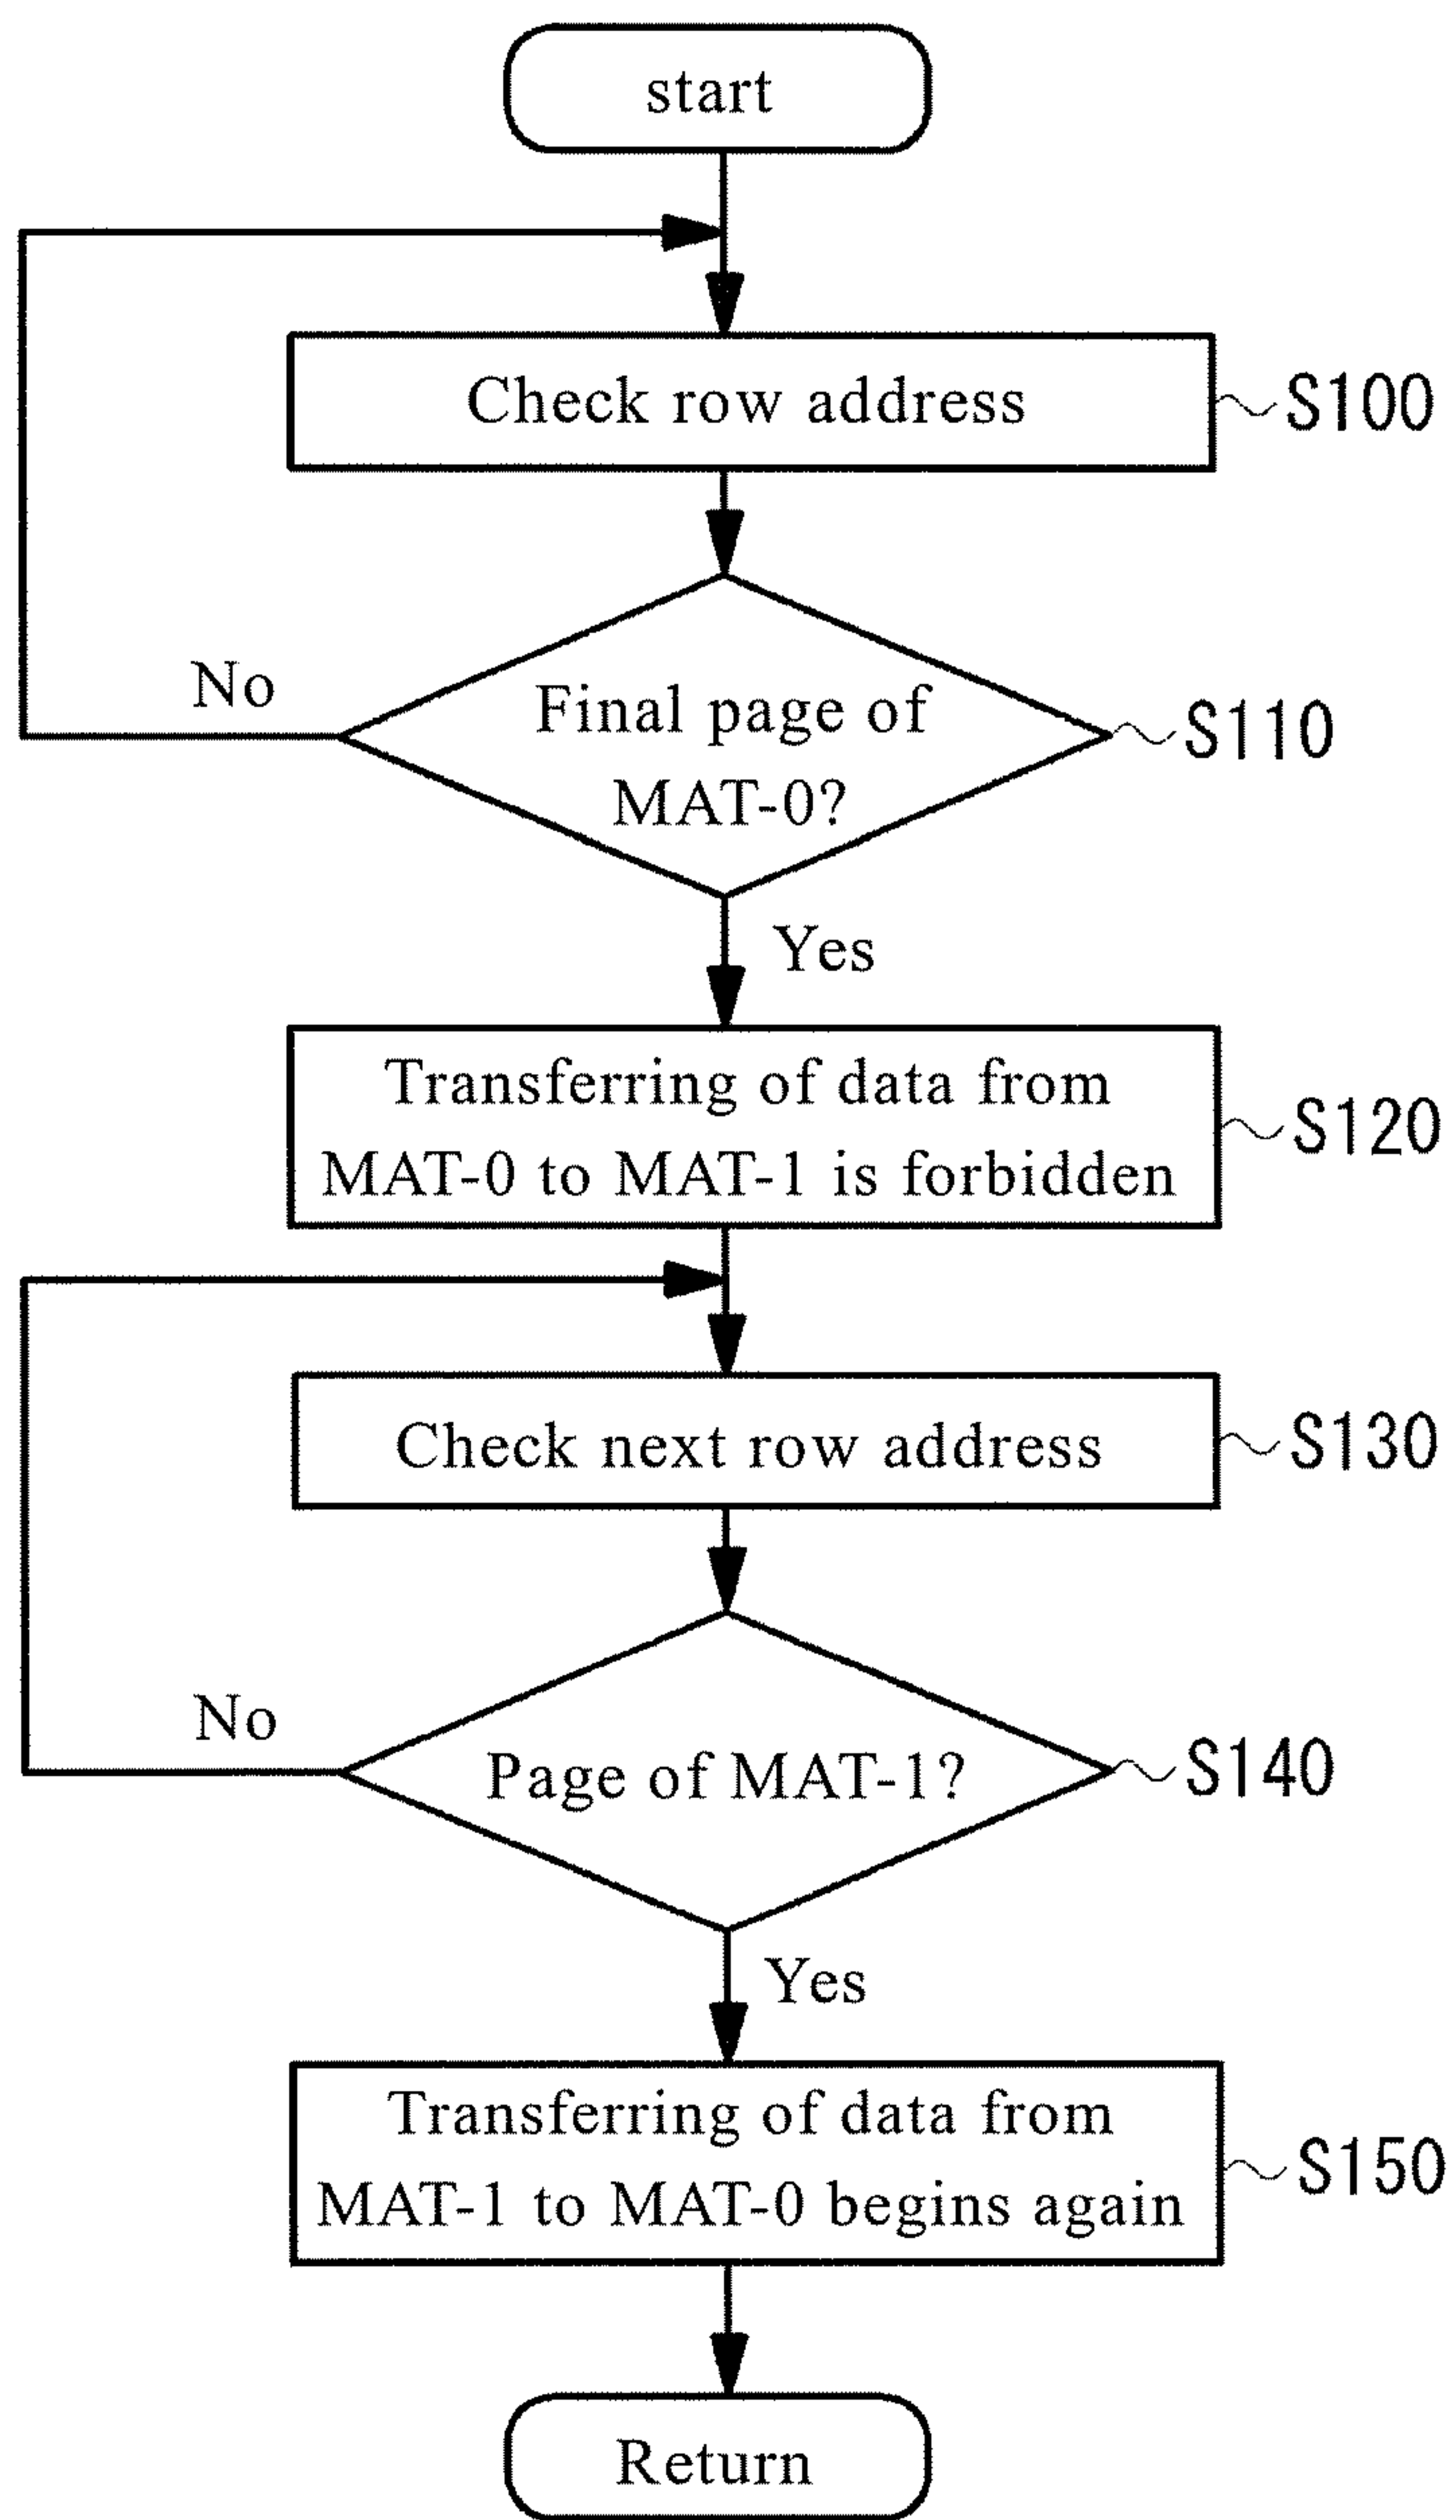 start
Check row address
S100
No
Final page of
MAT-0?
S110
Yes
Transferring of data from
MAT-0 to MAT-1 is forbidden
S120
Check next row address
S130
No
Page of MAT-1?
S140
Yes
Transferring of data from
MAT-1 to MAT-0 begins again
S150
Return